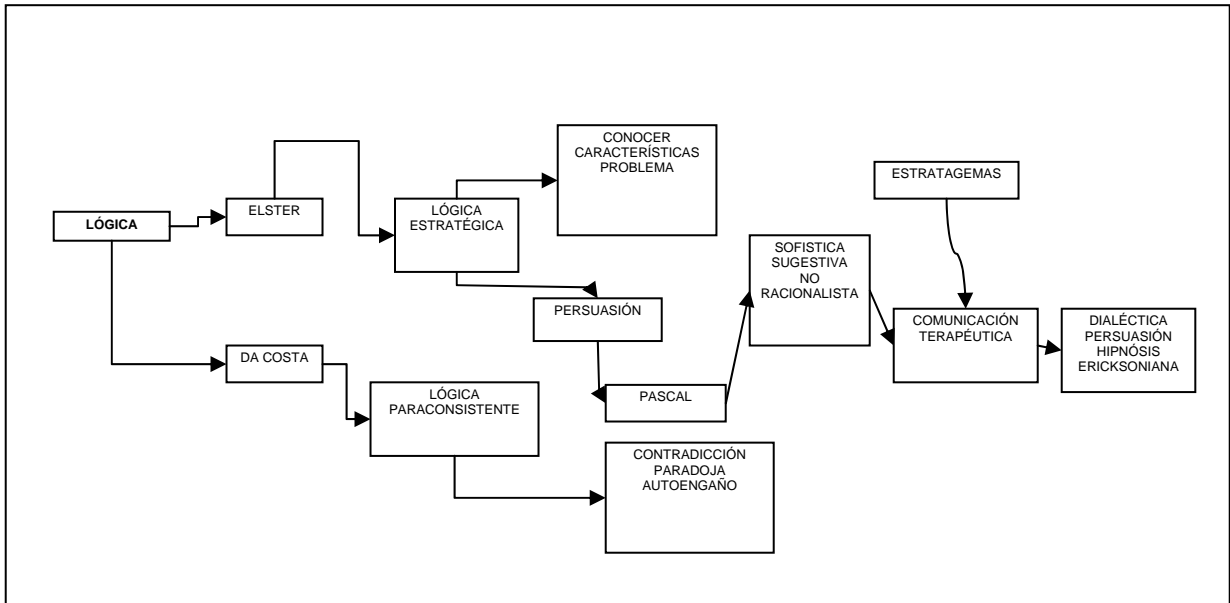 LÓGICA
ELSTER
LÓGICA
ESTRATÉGICA
CONOCER
CARACTERÍSTICAS
PROBLEMA
PERSUASIÓN
PASCAL
SOFISTICA
SUGESTIVA
NO
RACIONALISTA
ESTRATAGEMAS
COMUNICACIÓN
TERAPÉUTICA
DIALÉCTICA
PERSUASIÓN
HIPNÓSIS
ERICKSONIANA
DA COSTA
LÓGICA
PARACONSISTENTE
CONTRADICCIÓN
PARADOJA
AUTOENGAÑO